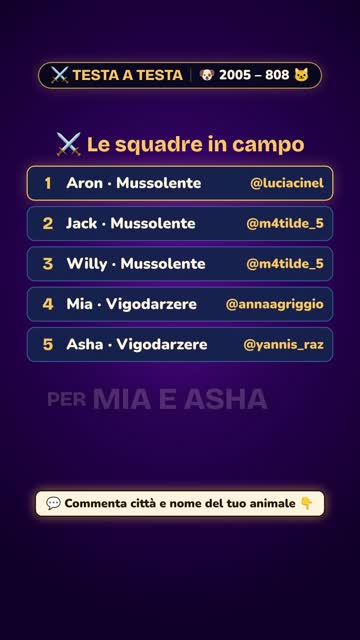 ⚔️ TESTA A TESTA | 🐶 2005 – 808 🐱
⚔️ Le squadre in campo
1 Aron · Mussolente @luciacinel
2 Jack · Mussolente @m4tilde_5
3 Willy · Mussolente @m4tilde_5
4 Mia · Vigodarzere @annaagriggio
5 Asha · Vigodarzere @yannis_raz
PER MIA E ASHA
💬 Commenta città e nome del tuo animale 👇